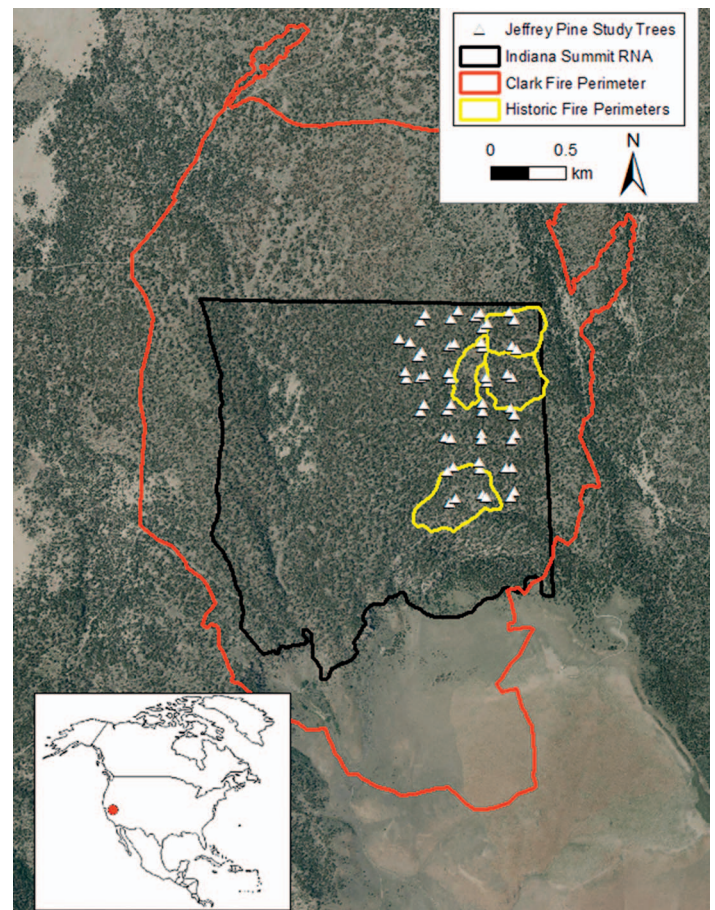 Jeffrey Pine Study Trees
Indiana Summit RNA
Clark Fire Perimeter
Historic Fire Perimeters
0 0.5
km
N